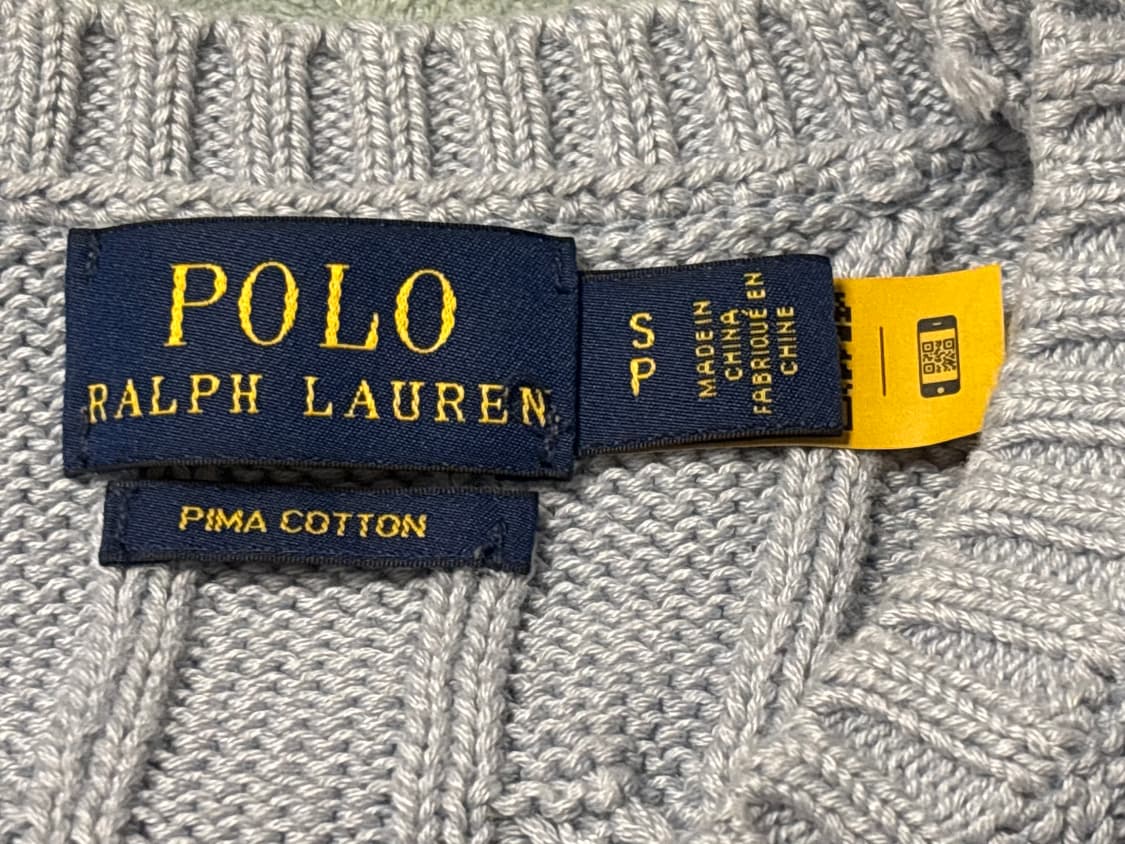 POLO
RALPH LAUREN
PIMA COTTON
S
P
MADE IN
CHINA
FABRIQUÉ EN
CHINE